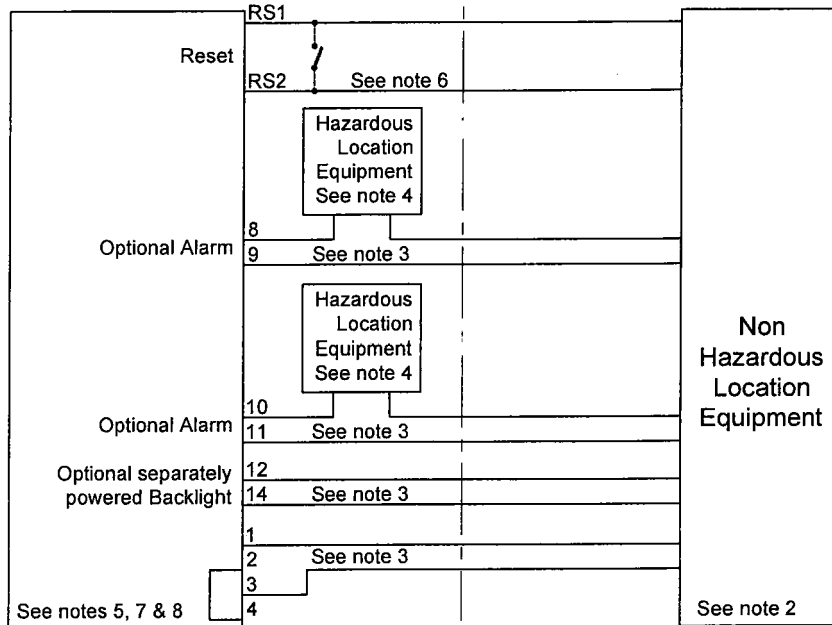 RS1
Reset
RS2 See note 6
Hazardous
Location
Equipment
See note 4
8
Optional Alarm
9 See note 3
Hazardous
Location
Equipment
See note 4
Non
Hazardous
Location
Equipment
10
Optional Alarm
11 See note 3
Optional separately
powered Backlight
12
14 See note 3
1
2 See note 3
3
4
See notes 5, 7 & 8
See note 2